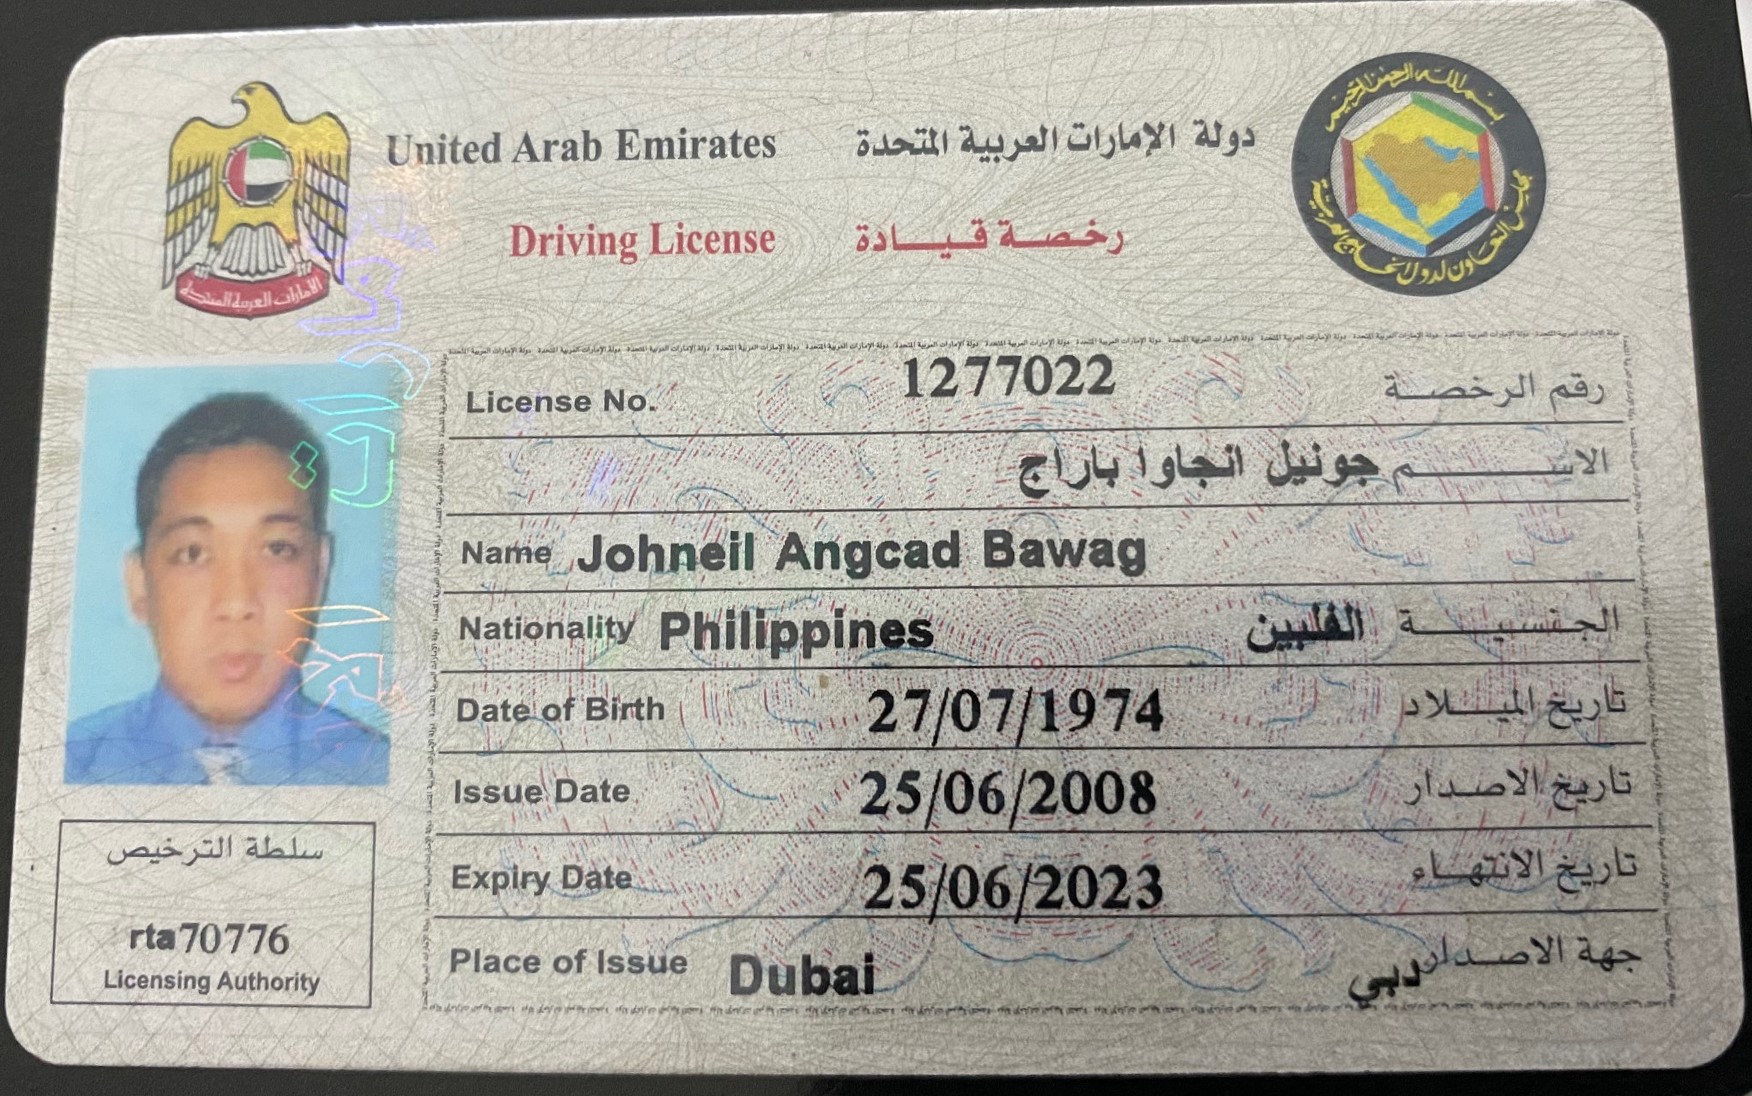 United Arab Emirates دولة الإمارات العربية المتحدة
Driving License رخصة قيادة
الامارات العربية المتحدة
بسم الله الرحمن الرحيم
مجلس التعاون لدول الخليج العربية
License No. 1277022 رقم الرخصة
الاسم جونيل انجاوا باراج
Name Johneil Angcad Bawag
Nationality Philippines الفلبين الجنسية
Date of Birth 27/07/1974 تاريخ الميلاد
Issue Date 25/06/2008 تاريخ الاصدار
Expiry Date 25/06/2023 تاريخ الانتهاء
Place of Issue Dubai دبي جهة الاصدار
سلطة الترخيص
rta70776
Licensing Authority